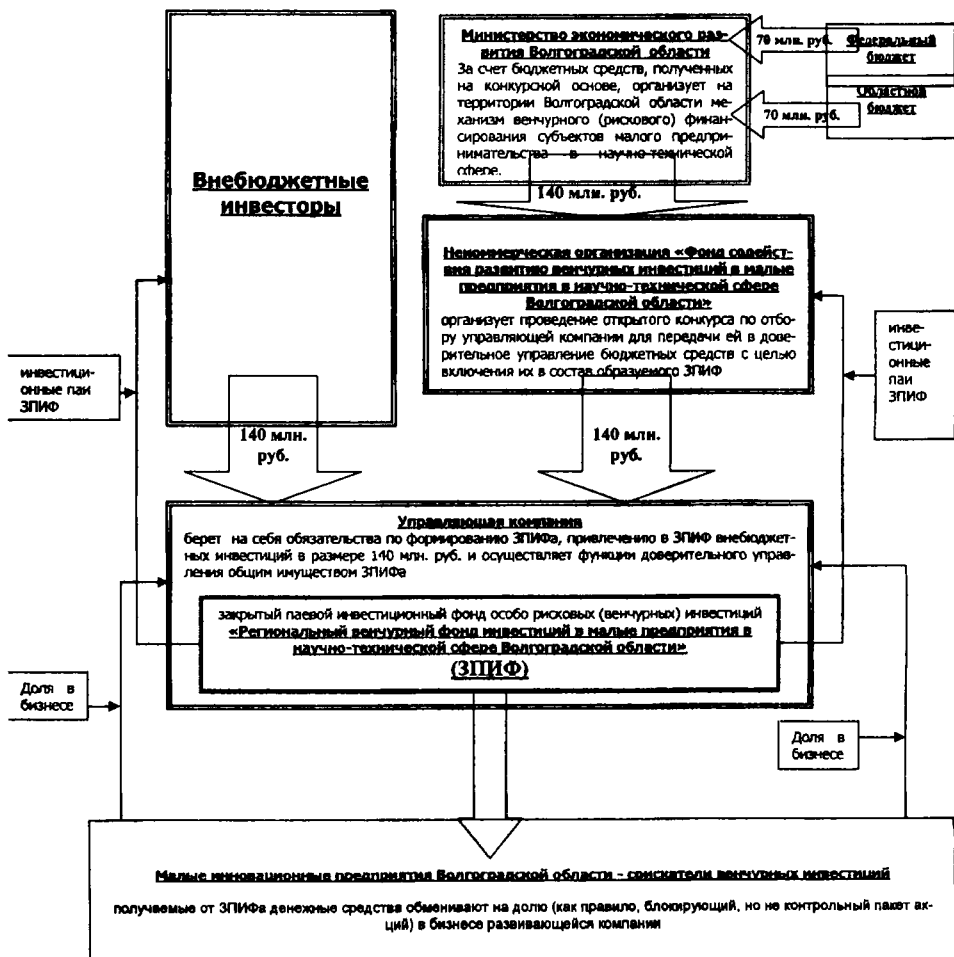 Министерство экономического раз-
вития Волгоградской области
За счет бюджетных средств, полученных
на конкурсной основе, организует на
территории Волгоградской области ме-
ханизм венчурного (рискового) финан-
сирования субъектов малого предпри-
нимательства в научно-технической
сфере.
70 млн. руб.
Федеральный
бюджет
Областной
бюджет
70 млн. руб.
Внебюджетные
инвесторы
140 млн. руб.
Некоммерческая организация «Фонд содейст-
вия развитию венчурных инвестиций в малые
предприятия в научно-технической сфере
Волгоградской области»
организует проведение открытого конкурса по отбо-
ру управляющей компании для передачи ей в дове-
рительное управление бюджетных средств с целью
включения их в состав образуемого ЗПИФ
инвестици-
онные паи
ЗПИФ
инве-
стици-
онные
паи
ЗПИФ
140 млн.
руб.
140 млн.
руб.
Управляющая компания
берет на себя обязательства по формированию ЗПИФа, привлечению в ЗПИФ внебюджет-
ных инвестиций в размере 140 млн. руб. и осуществляет функции доверительного управ-
ления общим имуществом ЗПИФа
закрытый паевой инвестиционный фонд особо рисковых (венчурных) инвестиций
«Региональный венчурный фонд инвестиций в малые предприятия в
научно-технической сфере Волгоградской области»
(ЗПИФ)
Доля в
бизнесе
Доля в
бизнесе
Малые инновационные предприятия Волгоградской области - соискатели венчурных инвестиций
получаемые от ЗПИФа денежные средства обменивают на долю (как правило, блокирующий, но не контрольный пакет ак-
ций) в бизнесе развивающейся компании